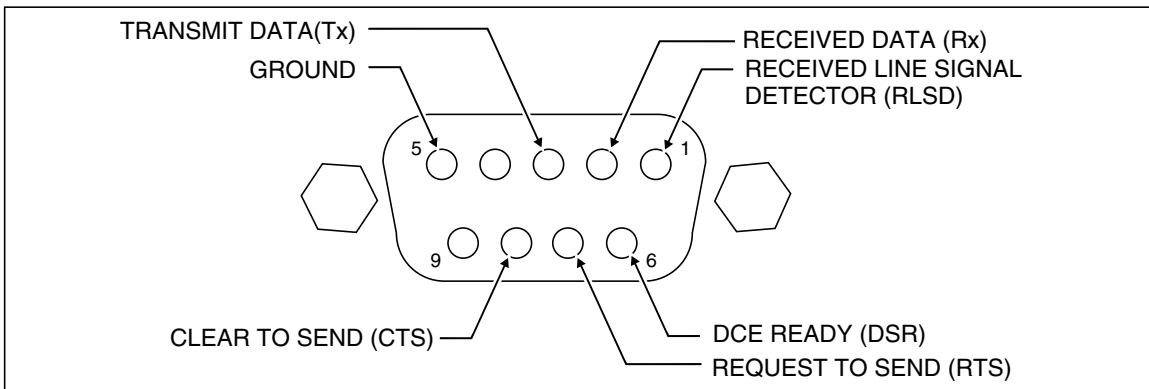 TRANSMIT DATA(Tx)
GROUND
RECEIVED DATA (Rx)
RECEIVED LINE SIGNAL
DETECTOR (RLSD)
5
1
9
6
CLEAR TO SEND (CTS)
DCE READY (DSR)
REQUEST TO SEND (RTS)